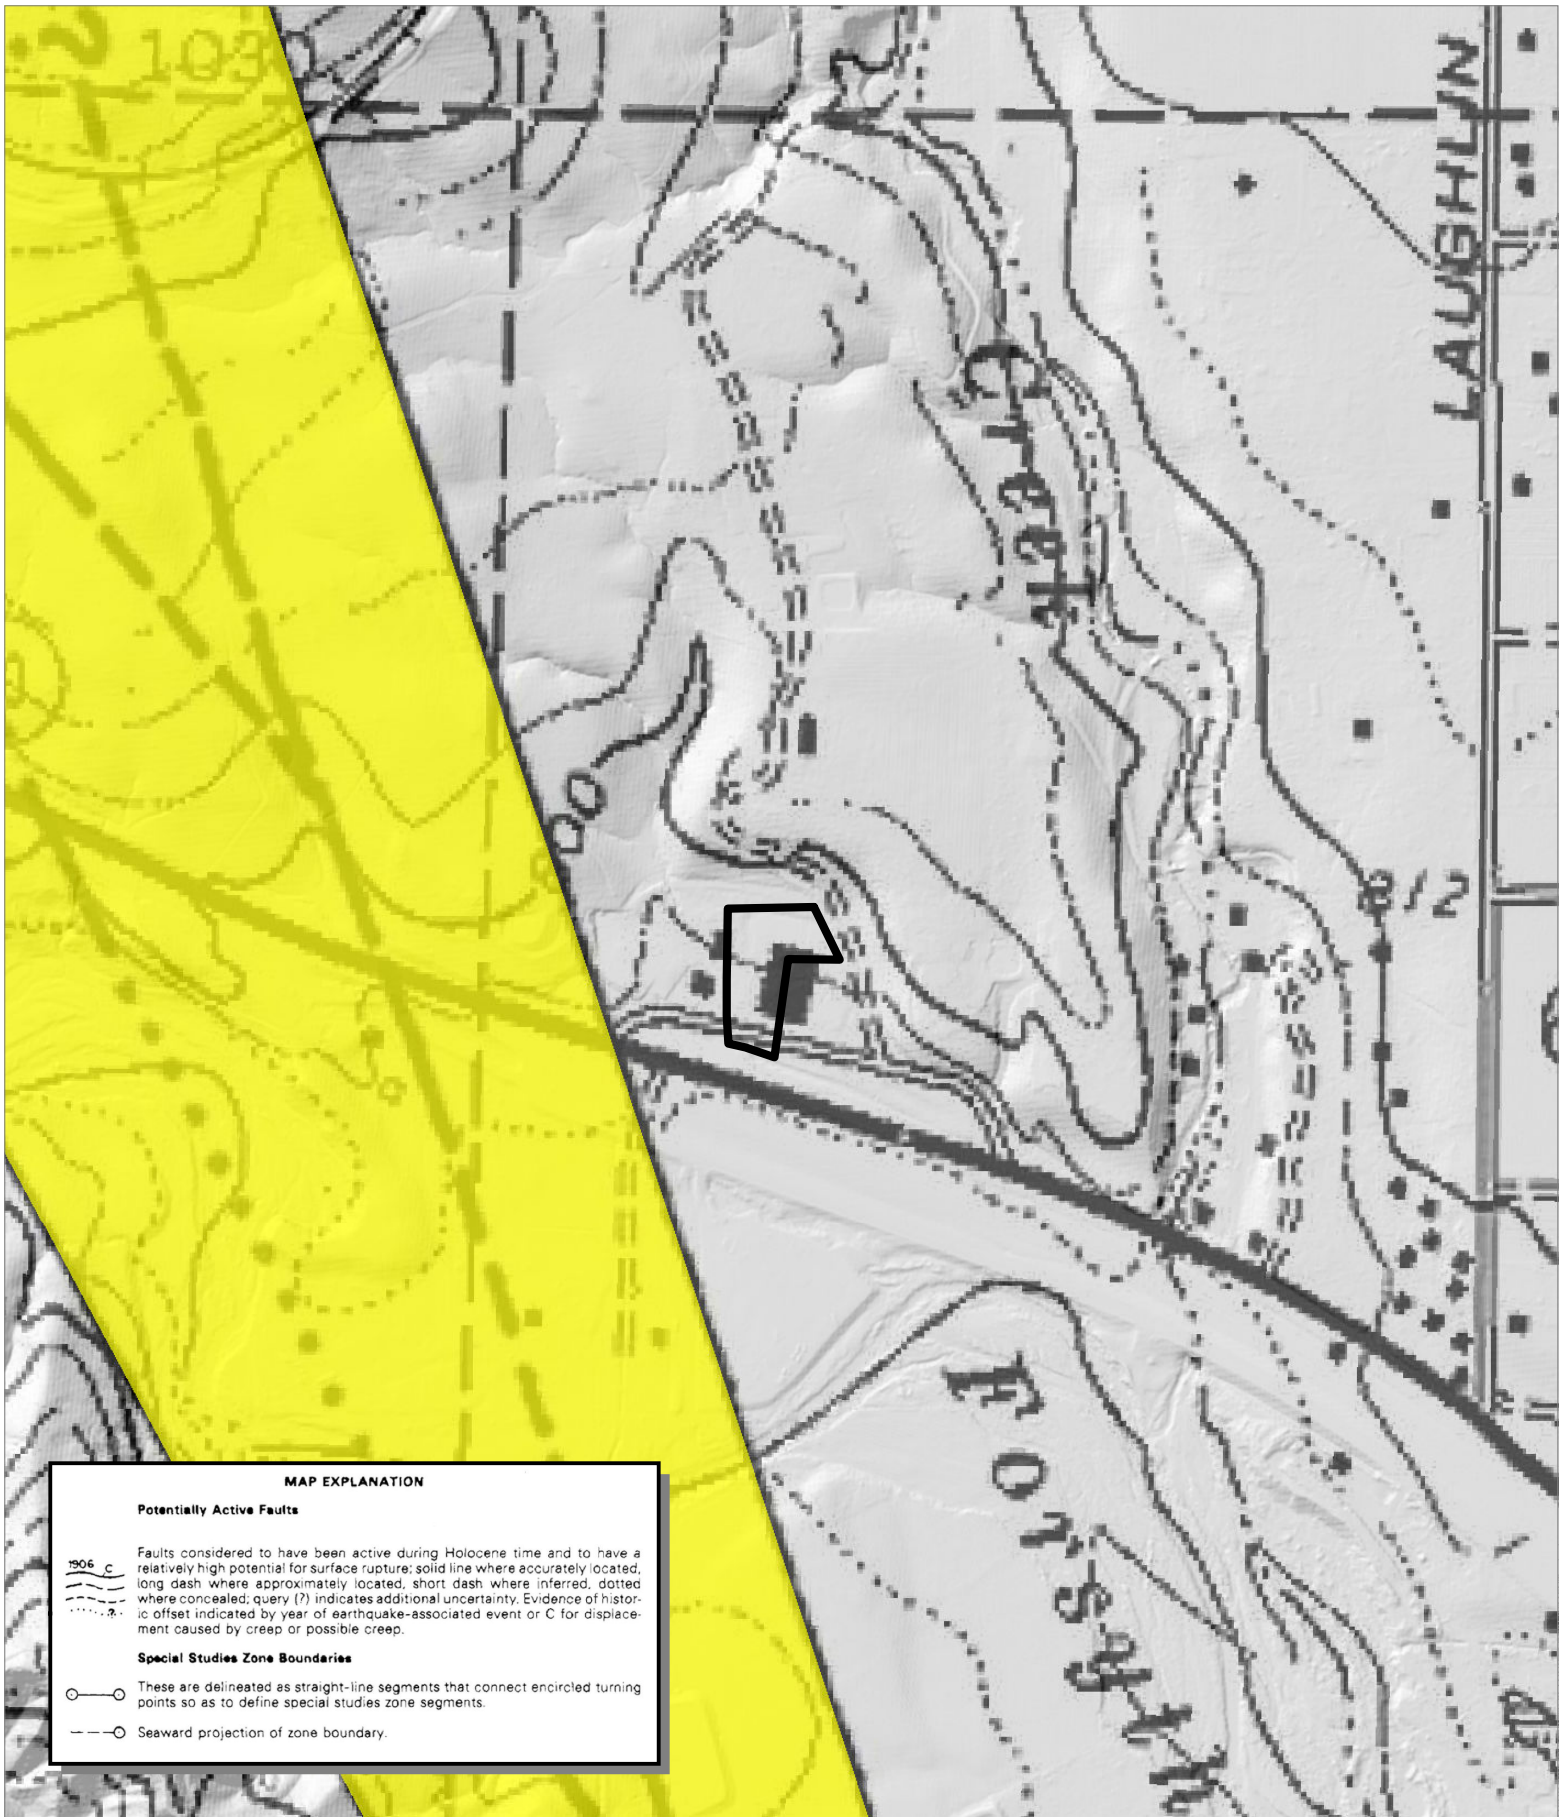 1030
LAUGHLIN
Creek
800
812
Forsythe
MAP EXPLANATION
Potentially Active Faults
1906 C
?
Faults considered to have been active during Holocene time and to have a
relatively high potential for surface rupture; solid line where accurately located,
long dash where approximately located, short dash where inferred, dotted
where concealed; query (?) indicates additional uncertainty. Evidence of histor-
ic offset indicated by year of earthquake-associated event or C for displace-
ment caused by creep or possible creep.
Special Studies Zone Boundaries
These are delineated as straight-line segments that connect encircled turning
points so as to define special studies zone segments.
Seaward projection of zone boundary.